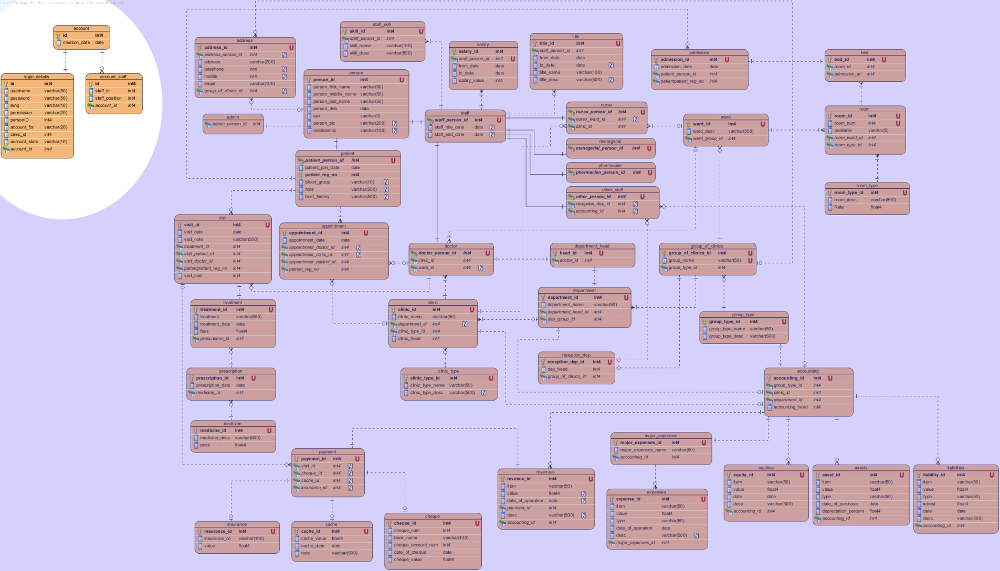 Visual Paradigm for UML Community Edition [not for commercial use]
account
id int4
creation_date date
login_details
id int4
username varchar(50)
password varchar(50)
lang varchar(10)
permission varchar(20)
personID int4
account_for varchar(20)
clinic_id int4
account_state varchar(10)
account_id int4
account_staff
id int4
staff_id int4
staff_position int4
account_id int4
address
address_id int4 U
address_person_id int4 N
address varchar(200)
telephone int4 N
mobile int4 N
email varchar(100)
group_of_clinics_id int4 N
admin
admin_person_id int4
staff_skill
skill_id int4 U
staff_person_id int4
skill_name varchar(100)
skill_desc varchar(500)
person
person_id int4 U
person_first_name varchar(50)
person_middle_name varchar(50)
person_last_name varchar(50)
person_dob date
sex varchar(3)
person_pic varchar(200) N
relationship varchar(100) N
salary
salary_id int4
staff_person_id int4 U
from_date date
to_date date
salary_value int4
title
title_id int4 U
staff_person_id int4
from_date date
to_date date N
title_name varchar(100)
title_desc varchar(500) N
admission
admission_id int4 U
admission_date date
patient_person_id int4
patientpatient_reg_no int4
bed
bed_id int4 U
room_id int4
admission_id int4
staff
staff_person_id int4 U
staff_hire_date date N
staff_end_date date N
nurse
nurse_person_id int4 U
nurse_ward_id int4 N
clinic_id int4
ward
ward_id int4 U
ward_desc varchar(500)
ward_group_id int4
room
room_id int4 U
room_num int4 U
available varchar(5)
room_ward_id int4
room_type_id int4
managerial
managerial_person_id int4 U
pharmacien
pharmacien_person_id int4 U
other_staff
other_person_id int4 U
reception_dep_id int4 N
accounting_id int4 N
room_type
room_type_id int4 U
room_desc varchar(500)
Rate float4
patient
patient_person_id int4 U
patient_join_date date
patient_reg_no int4
blood_group varchar(10) N
note varchar(500) N
brief_history varchar(500) N
visit
visit_id int4 U
visit_date date
visit_note varchar(500)
treatment_id int4
visit_patient_id int4
visit_doctor_id int4
patientpatient_reg_no int4
visit_cost int4
appointment
appointment_id int4 U
appointment_date date
appointment_doctor_id int4 N
appointment_clinic_id int4 N
appointment_patient_id int4
patient_reg_no int4
doctor
doctor_person_id int4 U
clinic_id int4
ward_id int4 N
department_head
head_id int4 U
doctor_id int4
group_of_clinics
group_of_clinics_id int4 U
group_name varchar(50) U
group_type_id int4
department
department_id int4 U
department_name varchar(50)
department_head_id int4
dep_group_id int4
treatment
treatment_id int4 U
treatment varchar(500)
treatment_date date
fees float4
prescription_id int4
clinic
clinic_id int4 U
clinic_name varchar(50)
department_id int4 N
clinic_type_id int4
clinic_head int4
group_type
group_type_id int4 U
group_type_name varchar(50)
group_type_desc varchar(500)
reception_dep
reception_dep_id int4 U
dep_head int4
group_of_clinics_id int4
prescription
prescription_id int4 U
prescription_date date
medicine_id int4
clinic_type
clinic_type_id int4 U
clinic_type_name varchar(50)
clinic_type_desc varchar(500) N
accounting
accounting_id int4 U
group_type_id int4
clinic_id int4
department_id int4
accounting_head int4
medicine
medicine_id int4 U
medicine_desc varchar(500)
price float4
payment
payment_id int4 U
visit_id int4 N
cheque_id int4 N
cache_id int4 N
insurance_id int4 N
major_expenses
major_expenses_id int4 U
major_expenses_name varchar(50)
accounting_id int4
revenues
revenue_id int4 U
item varchar(50)
value float4 N
date_of_operation date N
payment_id int4
desc varchar(500) N
accounting_id int4
expenses
expense_id int4 U
item varchar(50)
vlaue float4
type varchar(50)
date_of_operation date
desc varchar(500) N
major_expenses_id int4
equities
equity_id int4 U
item varchar(50)
value float4
date date
desc varchar(500)
accounting_id int4
assets
asset_id int4 U
item varchar(50)
value float4
type varchar(50)
date_of_purchase date
depreciation_percent float4
accounting_id int4
liabilities
liability_id int4 U
item varchar(50)
value float4
type varchar(50)
intrest float4
date date
desc varchar(500)
accounting_id int4
insurance
insurance_id int4 U
insurance_co varchar(100)
value float4
cache
cache_id int4 U
cache_value float4
cache_date date
note varchar(500)
cheque
cheque_id int4 U
cheque_num int4
bank_name varchar(100)
cheque_account_num int4
date_of_cheque date
cheque_value float4